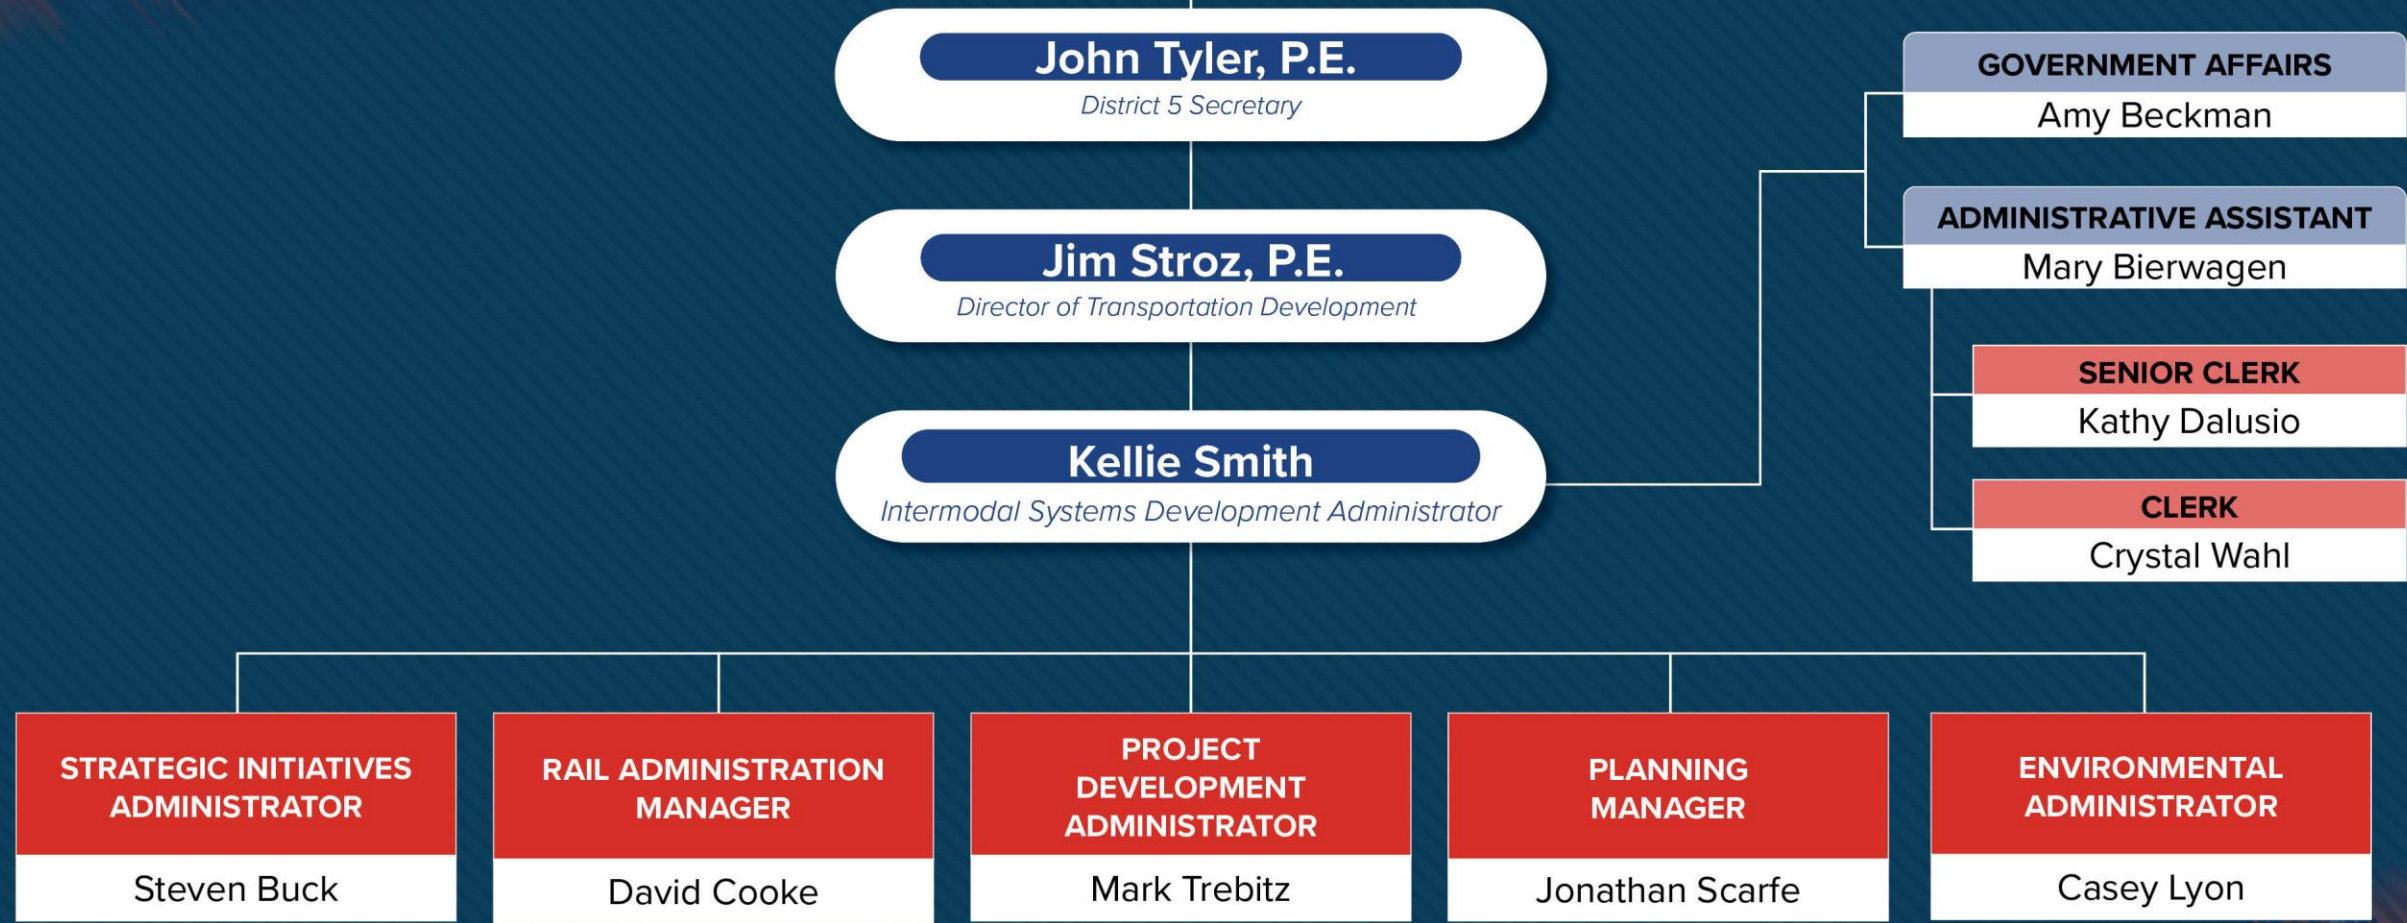 John Tyler, P.E.
District 5 Secretary
Jim Stroz, P.E.
Director of Transportation Development
Kellie Smith
Intermodal Systems Development Administrator
GOVERNMENT AFFAIRS
Amy Beckman
ADMINISTRATIVE ASSISTANT
Mary Bierwagen
SENIOR CLERK
Kathy Dalusio
CLERK
Crystal Wahl
STRATEGIC INITIATIVES
ADMINISTRATOR
Steven Buck
RAIL ADMINISTRATION
MANAGER
David Cooke
PROJECT
DEVELOPMENT
ADMINISTRATOR
Mark Trebitz
PLANNING
MANAGER
Jonathan Scarfe
ENVIRONMENTAL
ADMINISTRATOR
Casey Lyon